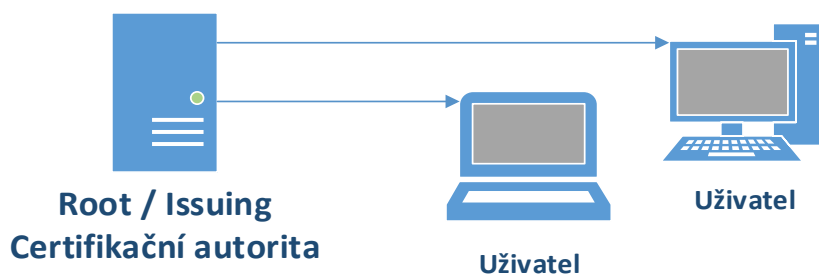 Root / Issuing
Certifikační autorita
Uživatel
Uživatel